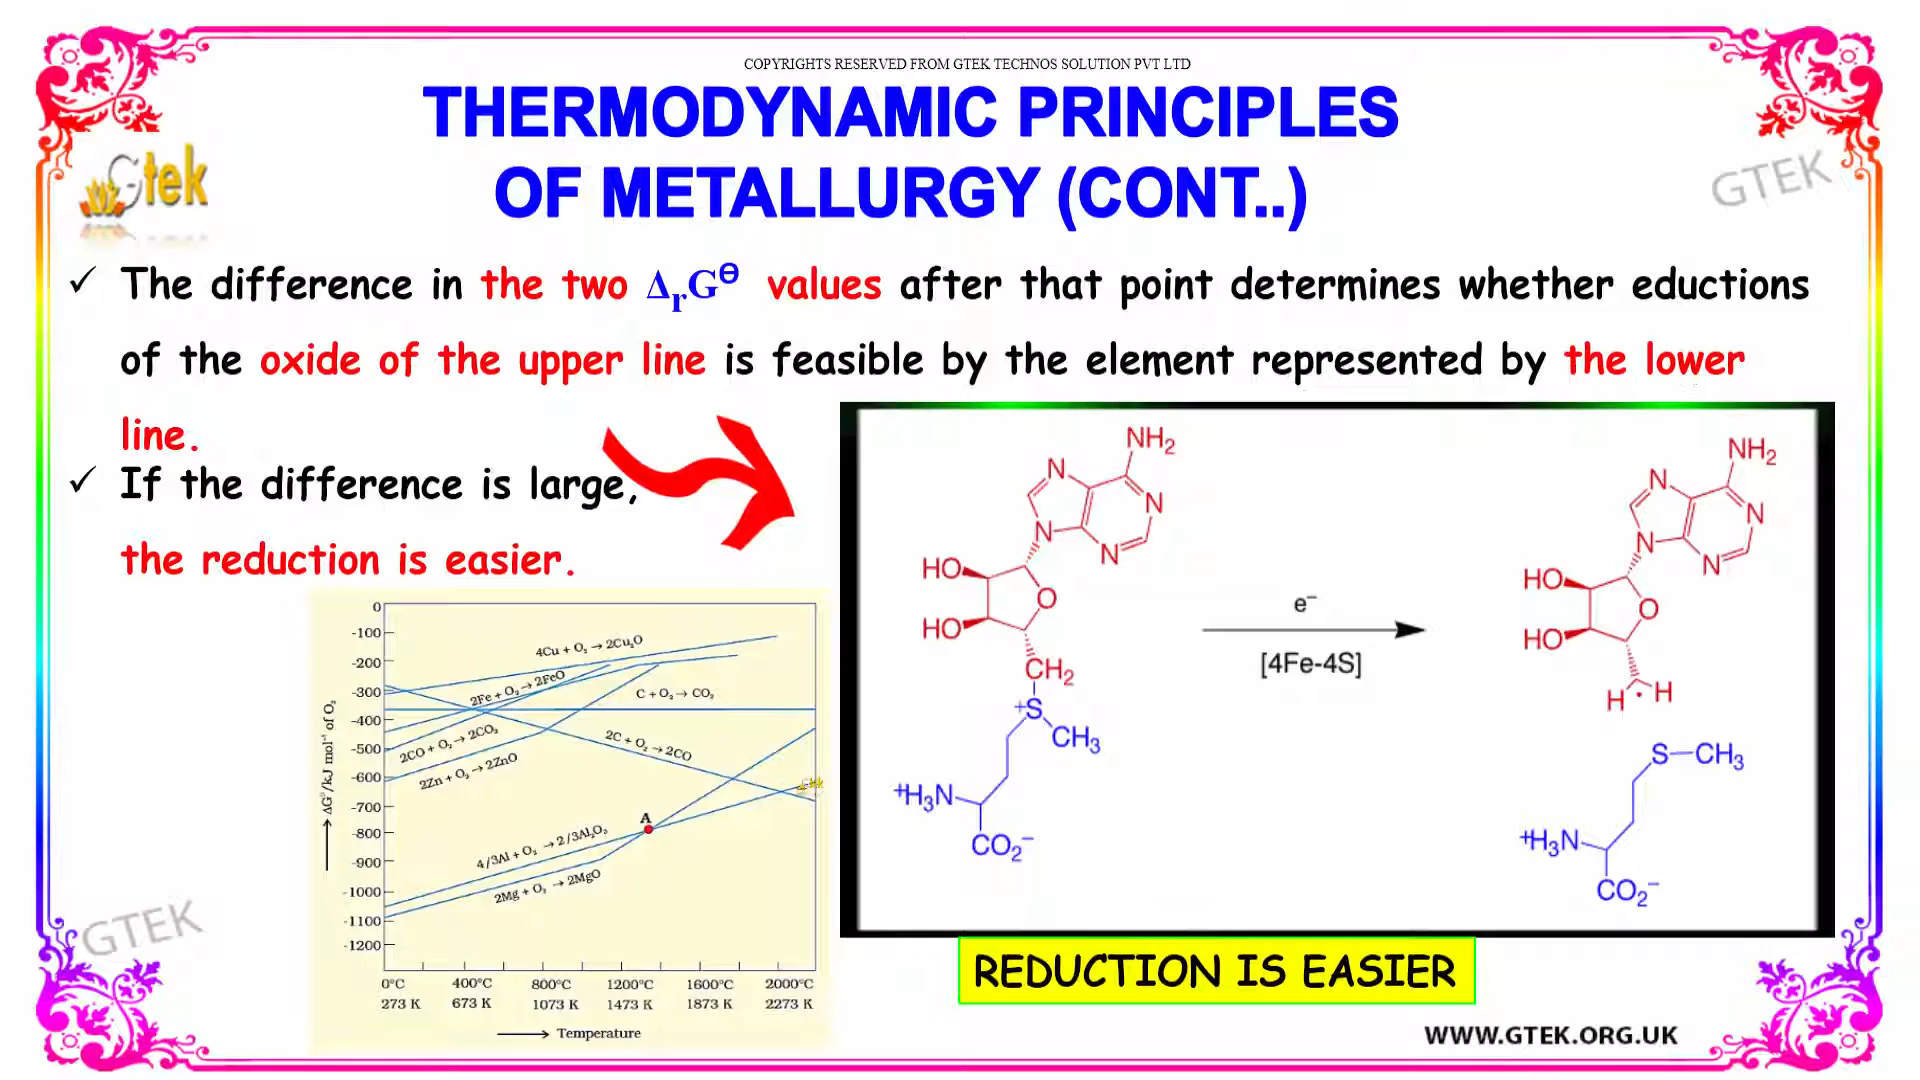 COPYRIGHTS RESERVED FROM GTEK TECHNOS SOLUTION PVT LTD
THERMODYNAMIC PRINCIPLES
OF METALLURGY (CONT..)
Gtek
GTEK
✓ The difference in the two ΔrG⊖ values after that point determines whether eductions
of the oxide of the upper line is feasible by the element represented by the lower
line.
✓ If the difference is large,
the reduction is easier.
0
-100
-200
-300
-400
-500
-600
-700
-800
-900
-1000
-1100
-1200
ΔG⊖/kJ mol⁻¹ of O₂
4Cu + O₂ → 2Cu₂O
2Fe + O₂ → 2FeO
C + O₂ → CO₂
2CO + O₂ → 2CO₂
2C + O₂ → 2CO
2Zn + O₂ → 2ZnO
A
4/3Al + O₂ → 2/3Al₂O₃
2Mg + O₂ → 2MgO
0°C 400°C 800°C 1200°C 1600°C 2000°C
273 K 673 K 1073 K 1473 K 1873 K 2273 K
Temperature
NH₂
N
N
N
N
HO
O
HO
CH₂
+S
CH₃
+H₃N
CO₂⁻
e⁻
[4Fe-4S]
NH₂
N
N
N
N
HO
O
HO
H·H
S CH₃
+H₃N
CO₂⁻
REDUCTION IS EASIER
GTEK
WWW.GTEK.ORG.UK